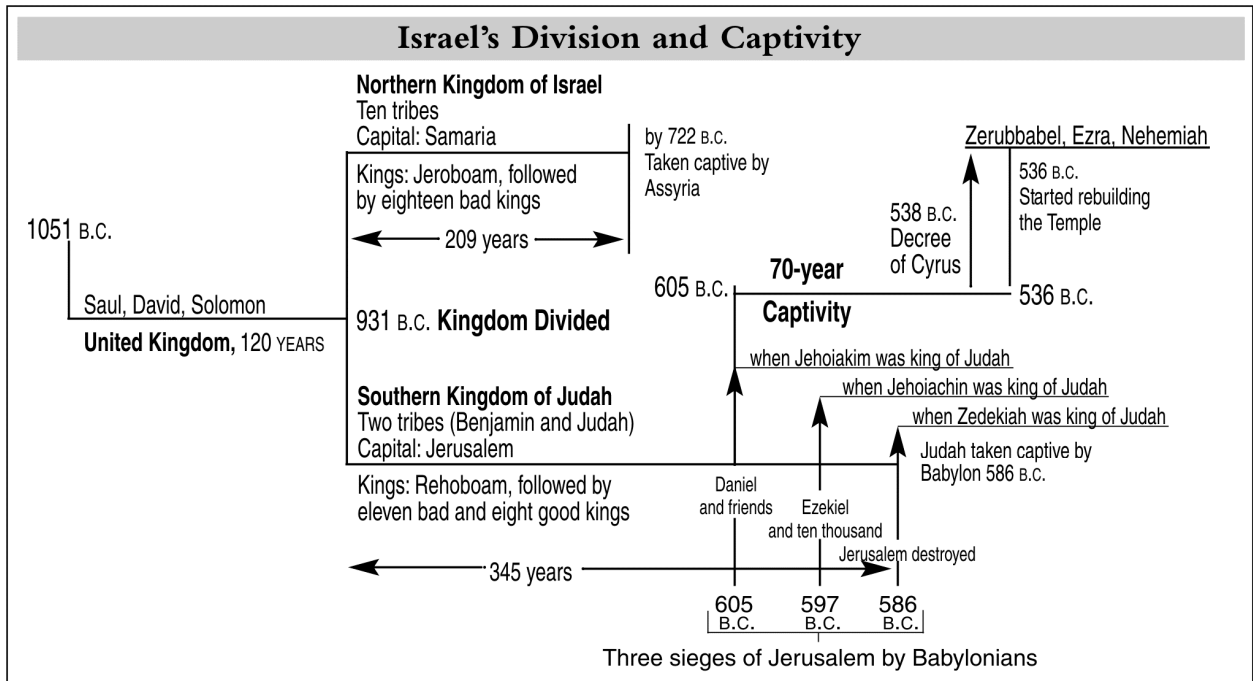 Israel's Division and Captivity
Northern Kingdom of Israel
Ten tribes
Capital: Samaria
Kings: Jeroboam, followed
by eighteen bad kings
209 years
by 722 B.C.
Taken captive by
Assyria
1051 B.C.
Saul, David, Solomon
United Kingdom, 120 YEARS
931 B.C. Kingdom Divided
Southern Kingdom of Judah
Two tribes (Benjamin and Judah)
Capital: Jerusalem
Kings: Rehoboam, followed by
eleven bad and eight good kings
345 years
Zerubbabel, Ezra, Nehemiah
536 B.C.
Started rebuilding
the Temple
538 B.C.
Decree
of Cyrus
605 B.C.
70-year
Captivity
536 B.C.
when Jehoiakim was king of Judah
when Jehoiachin was king of Judah
when Zedekiah was king of Judah
Judah taken captive by
Babylon 586 B.C.
Daniel
and friends
Ezekiel
and ten thousand
Jerusalem destroyed
605 B.C.
597 B.C.
586 B.C.
Three sieges of Jerusalem by Babylonians